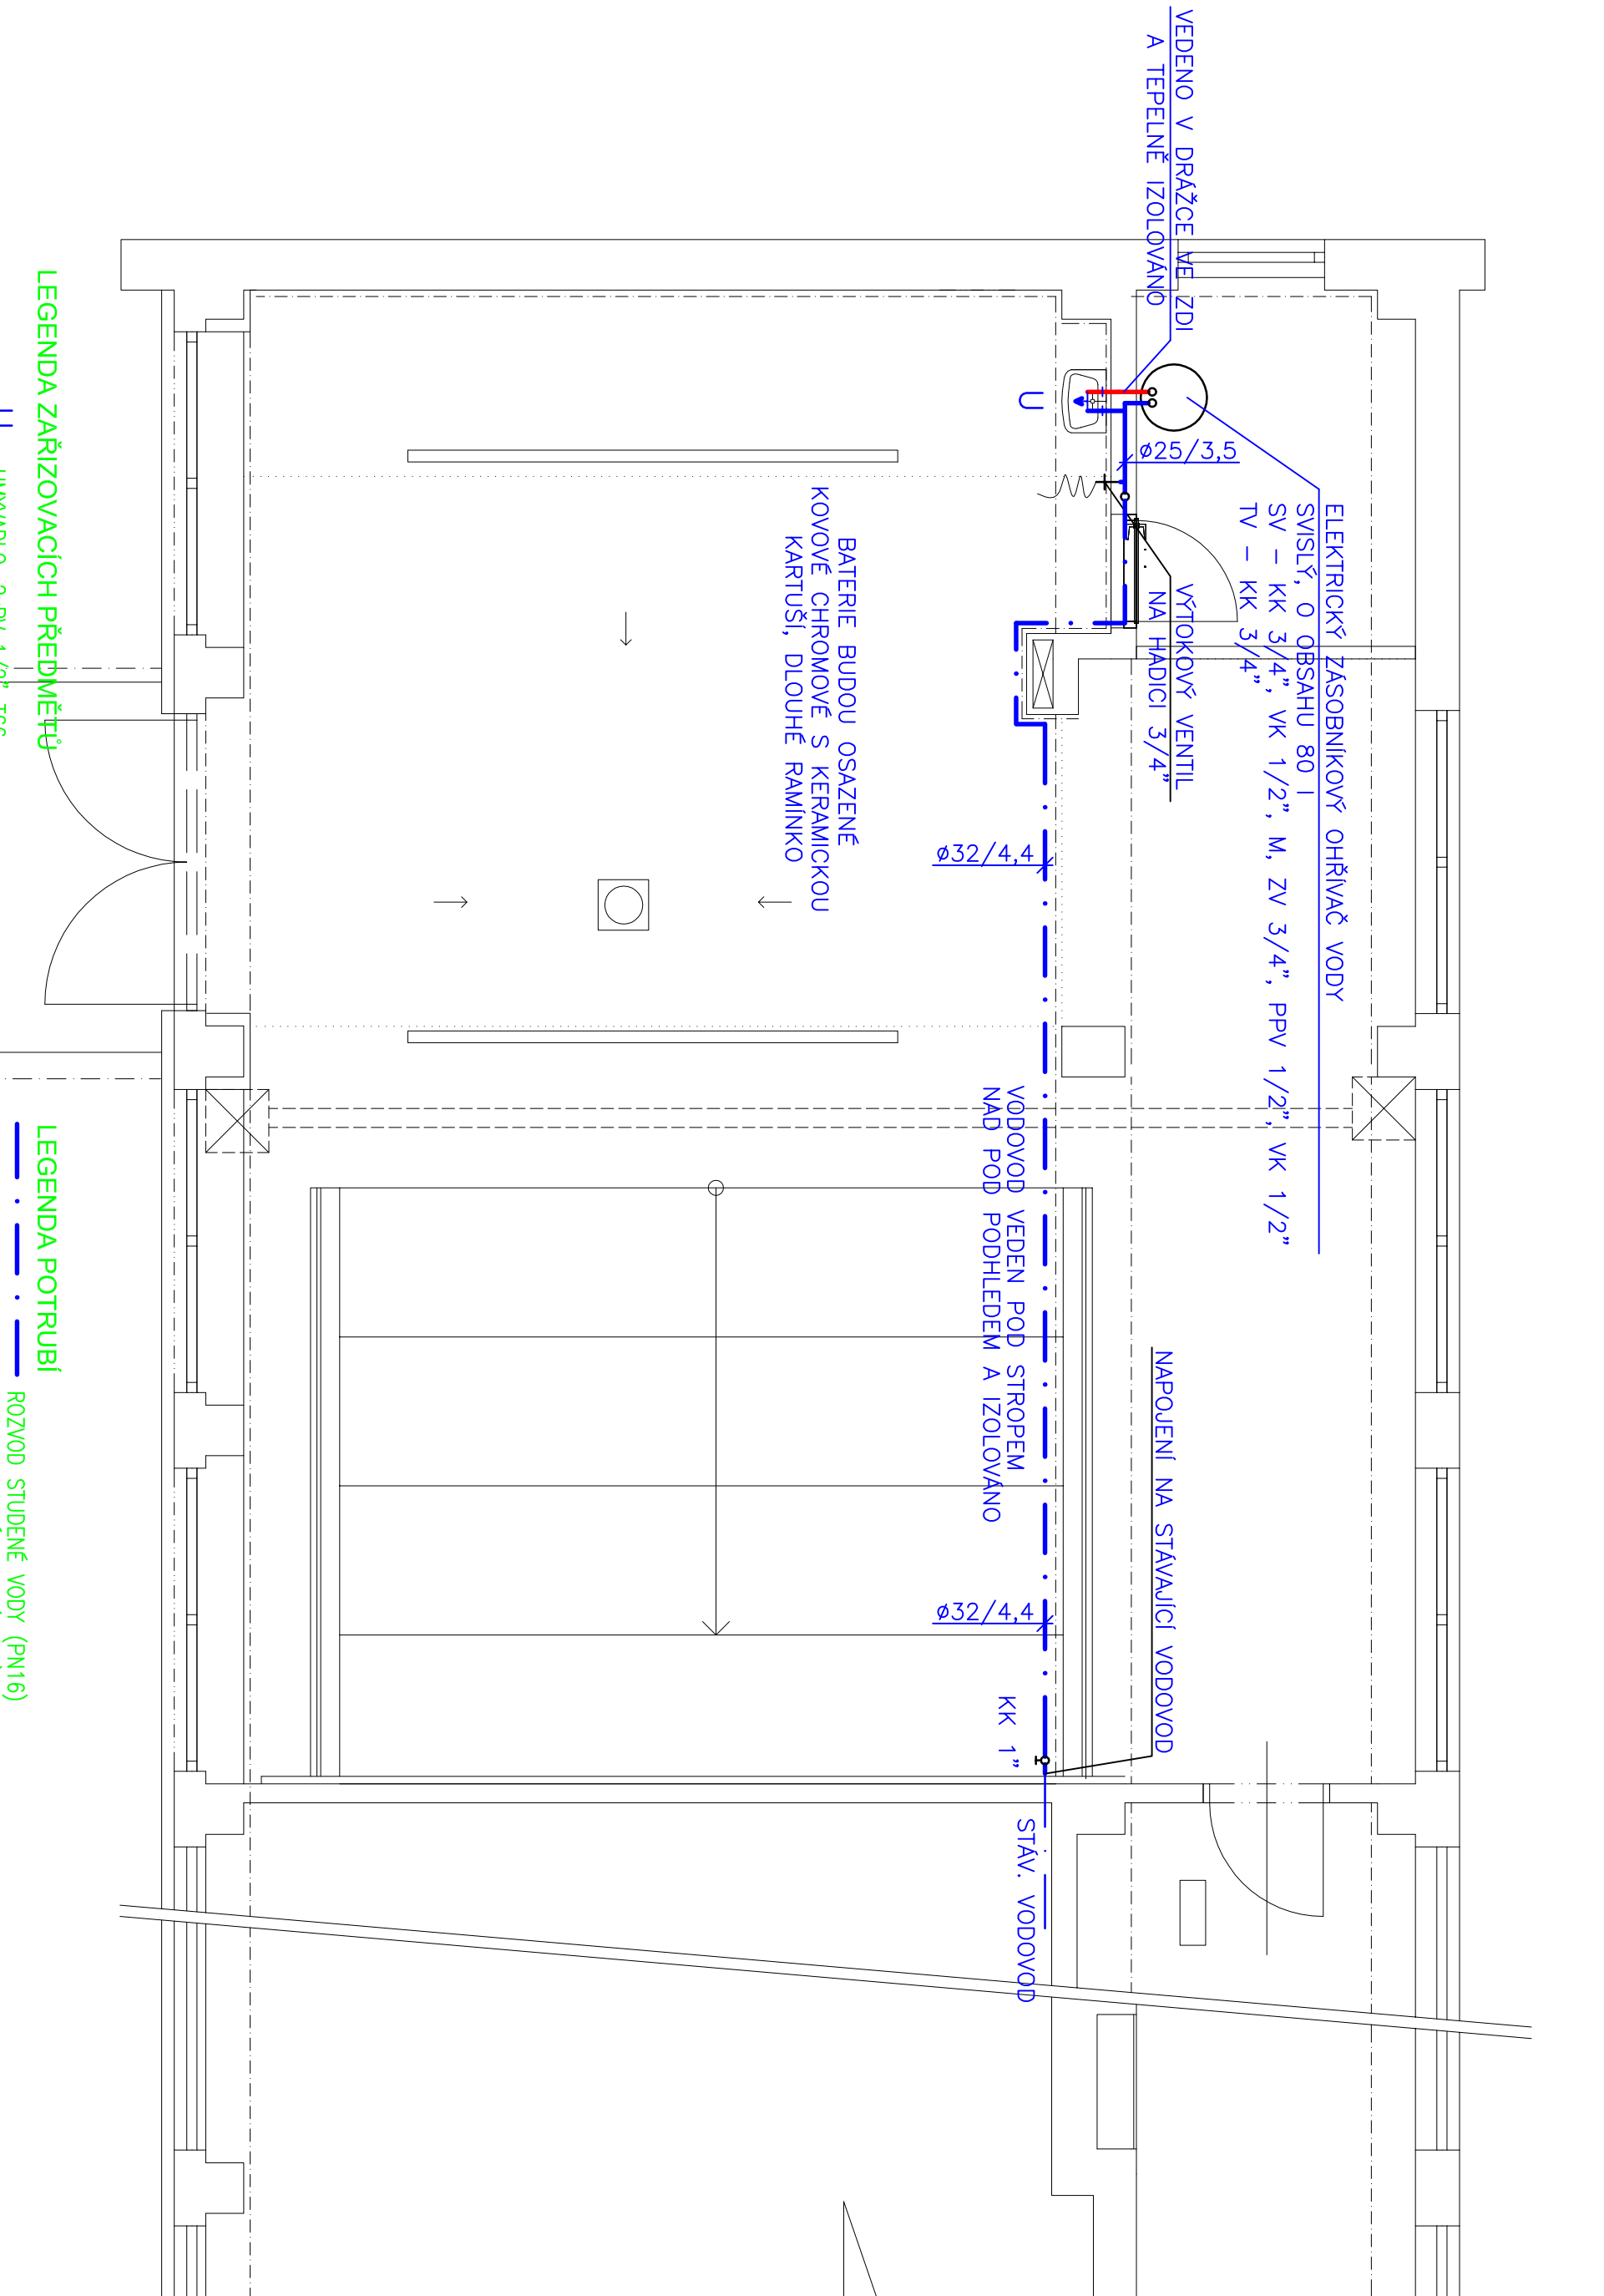 VEDENO V DRÁŽCE VE ZDI
A TEPELNĚ IZOLOVÁNO
ELEKTRICKÝ ZÁSOBNÍKOVÝ OHŘÍVAČ VODY
SVISLÝ, O OBSAHU 80 l
SV – KK 3/4", VK 1/2", M, ZV 3/4", PPV 1/2", VK 1/2"
TV – KK 3/4"
VÝTOKOVÝ VENTIL
NA HADICI 3/4"
ø25/3,5
U
BATERIE BUDOU OSAZENÉ
KOVOVÉ CHROMOVÉ S KERAMICKOU
KARTUŠÍ, DLOUHÉ RAMÍNKO
ø32/4,4
VODOVOD VEDEN POD STROPEM
NAD POD PODHLEDEM A IZOLOVÁNO
NAPOJENÍ NA STÁVAJÍCÍ VODOVOD
ø32/4,4
KK 1"
STÁV. VODOVOD
LEGENDA ZAŘIZOVACÍCH PŘEDMĚTŮ
LEGENDA POTRUBÍ
ROZVOD STUDENÉ VODY (PN16)